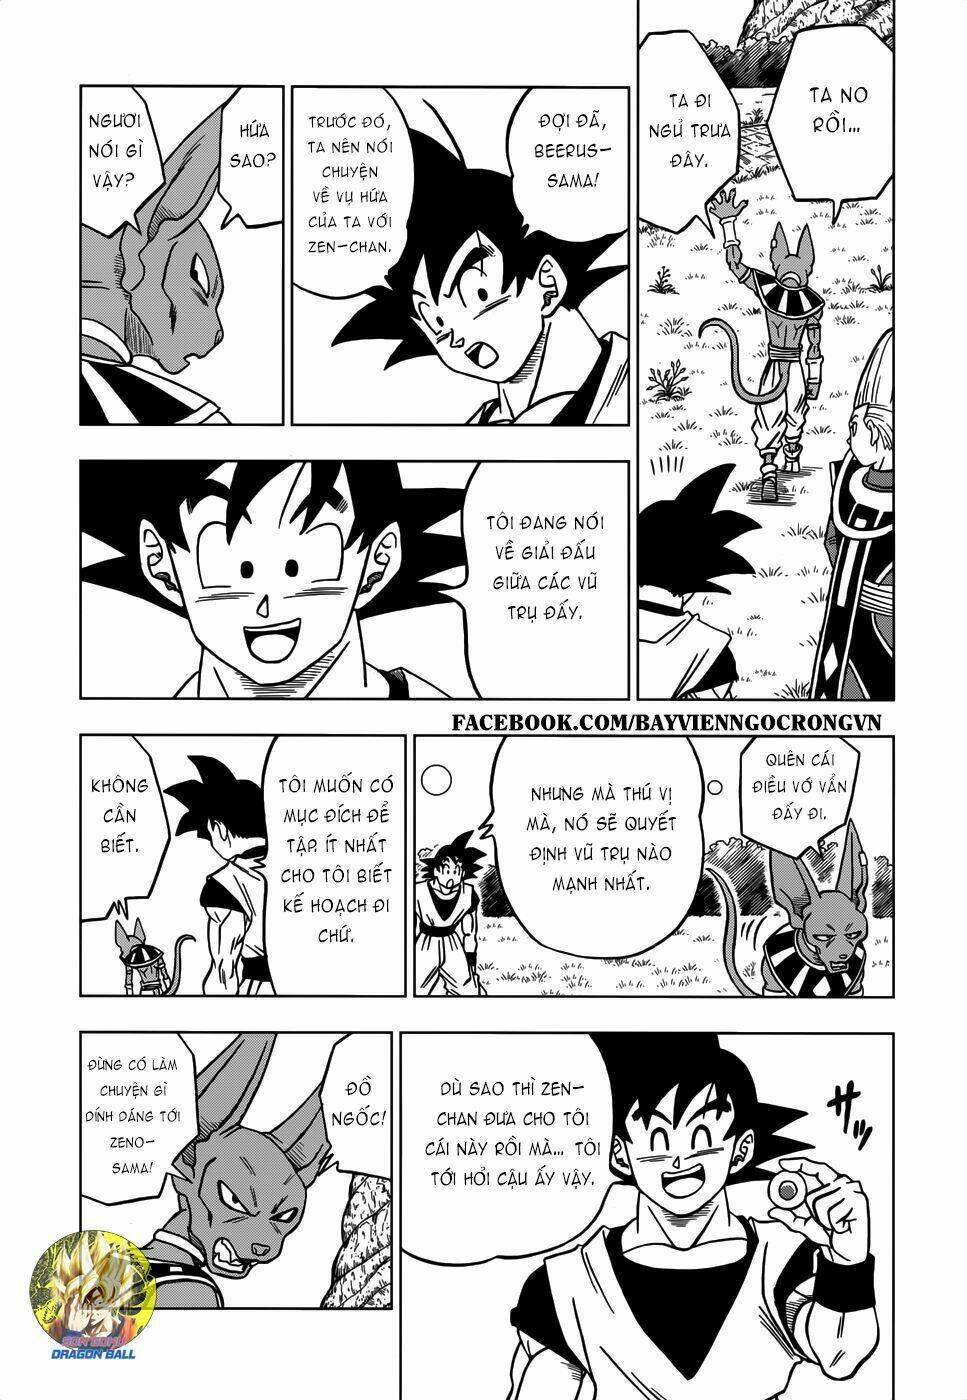 TA NO
RỒI...
TA ĐI
NGỦ TRƯA
ĐÂY.
ĐỢI ĐÃ,
BEERUS-
SAMA!
TRƯỚC ĐÓ,
TA NÊN NÓI
CHUYỆN
VỀ VỤ HỨA
CỦA TA VỚI
ZEN-CHAN.
HỨA
SAO?
NGƯƠI
NÓI GÌ
VẬY?
TÔI ĐANG NÓI
VỀ GIẢI ĐẤU
GIỮA CÁC VŨ
TRỤ ĐẤY.
FACEBOOK.COM/BAYVIENNGOCRONGVN
QUÊN CÁI
ĐIỀU VỚ VẨN
ĐẤY ĐI.
NHƯNG MÀ THÚ VỊ
MÀ, NÓ SẼ QUYẾT
ĐỊNH VŨ TRỤ NÀO
MẠNH NHẤT.
TÔI MUỐN CÓ
MỤC ĐÍCH ĐỂ
TẬP. ÍT NHẤT
CHO TÔI BIẾT
KẾ HOẠCH ĐI
CHỨ.
KHÔNG
CẦN
BIẾT.
DÙ SAO THÌ ZEN-
CHAN ĐƯA CHO TÔI
CÁI NÀY RỒI MÀ... TÔI
TỚI HỎI CẬU ẤY VẬY.
サッ
ĐỒ
NGỐC!
ĐỪNG CÓ LÀM
CHUYỆN GÌ
DÍNH DÁNG TỚI
ZENO-
SAMA!
SON GOKU
DRAGON BALL